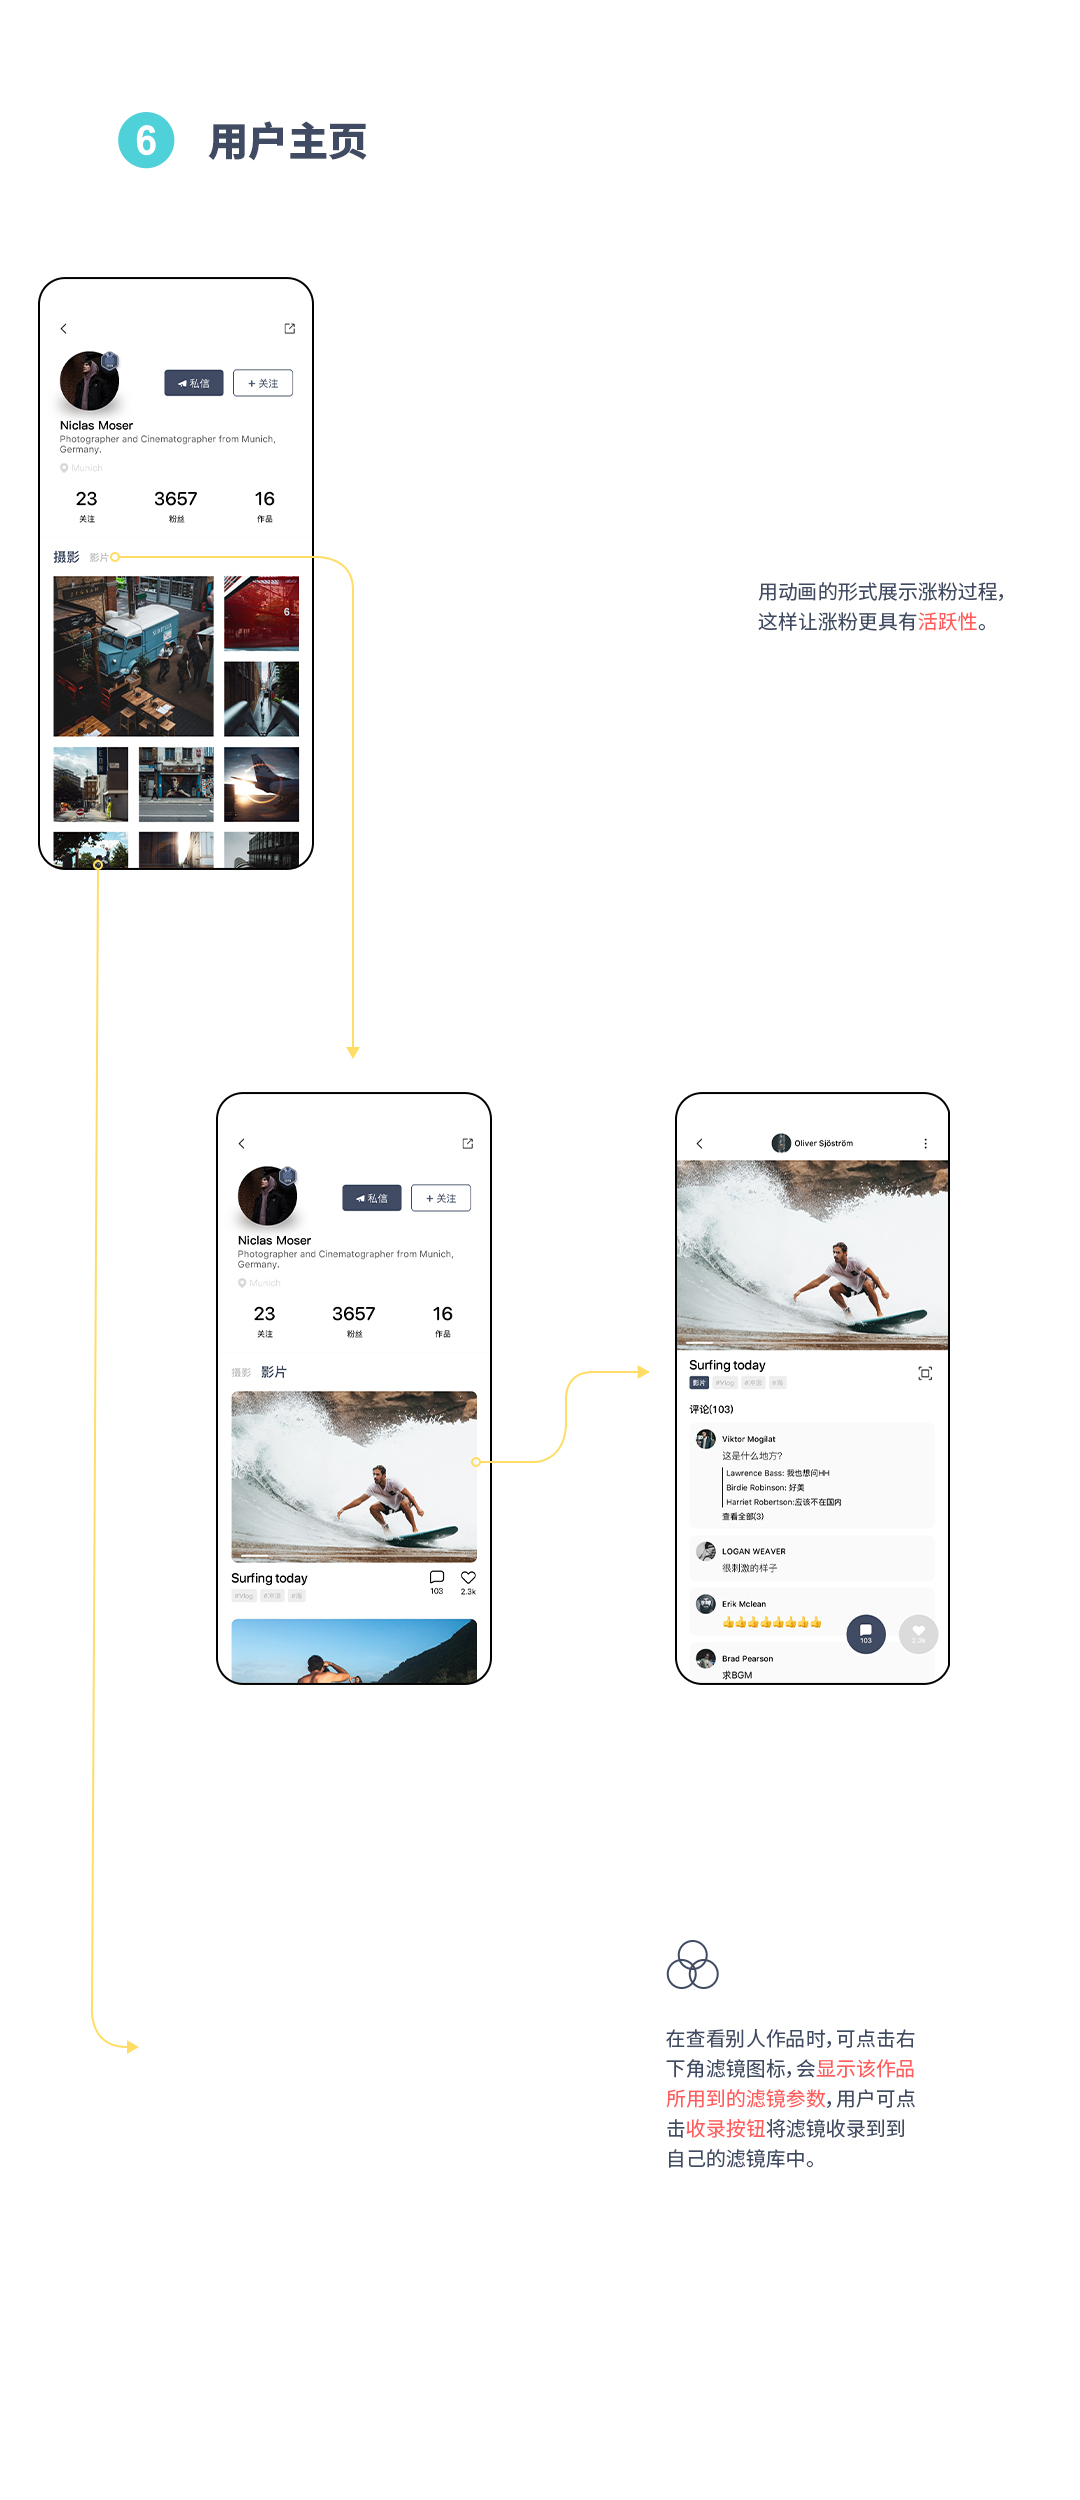 6 用户主页
私信 + 关注
Niclas Moser
Photographer and Cinematographer from Munich,
Germany.
Munich
23 3657 16
关注 粉丝 作品
摄影 影片
用动画的形式展示涨粉过程，
这样让涨粉更具有活跃性。
私信 + 关注
Niclas Moser
Photographer and Cinematographer from Munich,
Germany.
Munich
23 3657 16
关注 粉丝 作品
摄影 影片
Surfing today
#Vlog #冲浪 #海
103 2.3k
Oliver Sjöström
Surfing today
影片 #Vlog #冲浪 #海
评论(103)
Viktor Mogilat
这是什么地方?
Lawrence Bass: 我也想问HH
Birdie Robinson: 好美
Harriet Robertson:应该不在国内
查看全部(3)
LOGAN WEAVER
很刺激的样子
Erik Mclean
👍👍👍👍👍👍👍👍
103 2.3k
Brad Pearson
求BGM
在查看别人作品时，可点击右
下角滤镜图标，会显示该作品
所用到的滤镜参数，用户可点
击收录按钮将滤镜收录到到
自己的滤镜库中。